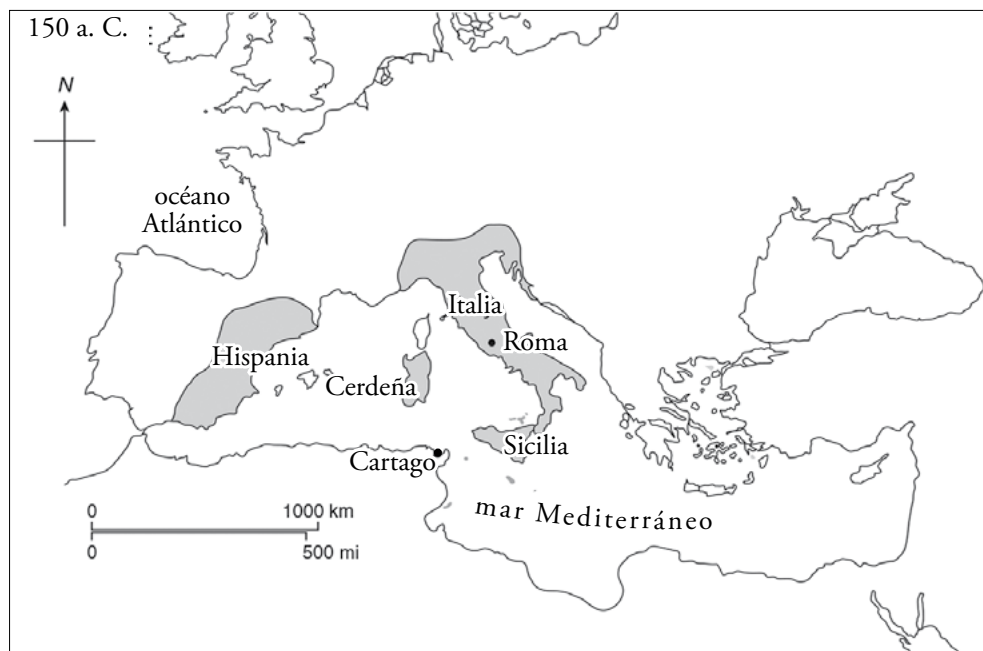 150 a. C.
N
océano
Atlántico
Italia
Roma
Hispania
Cerdeña
Sicilia
Cartago
mar Mediterráneo
0 1000 km
0 500 mi